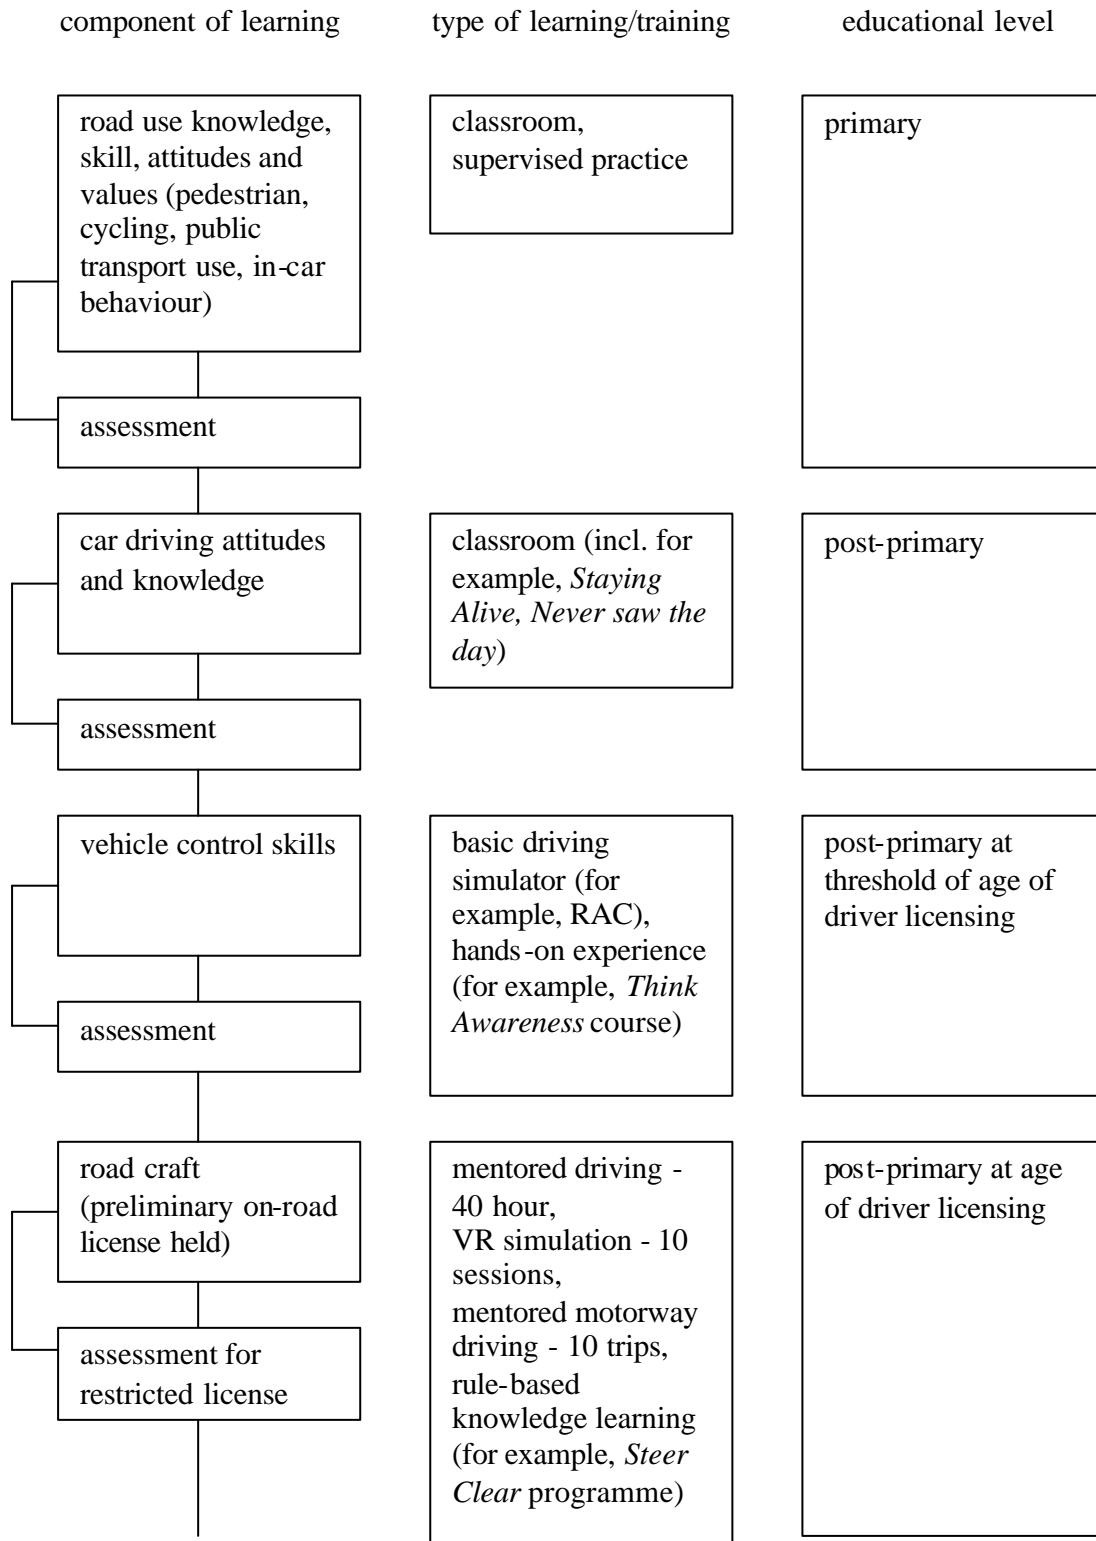 component of learning
type of learning/training
educational level
road use knowledge,
skill, attitudes and
values (pedestrian,
cycling, public
transport use, in-car
behaviour)
classroom,
supervised practice
primary
assessment
car driving attitudes
and knowledge
classroom (incl. for
example, Staying
Alive, Never saw the
day)
post-primary
assessment
vehicle control skills
basic driving
simulator (for
example, RAC),
hands-on experience
(for example, Think
Awareness course)
post-primary at
threshold of age of
driver licensing
assessment
road craft
(preliminary on-road
license held)
mentored driving -
40 hour,
VR simulation - 10
sessions,
mentored motorway
driving - 10 trips,
rule-based
knowledge learning
(for example, Steer
Clear programme)
post-primary at age
of driver licensing
assessment for
restricted license